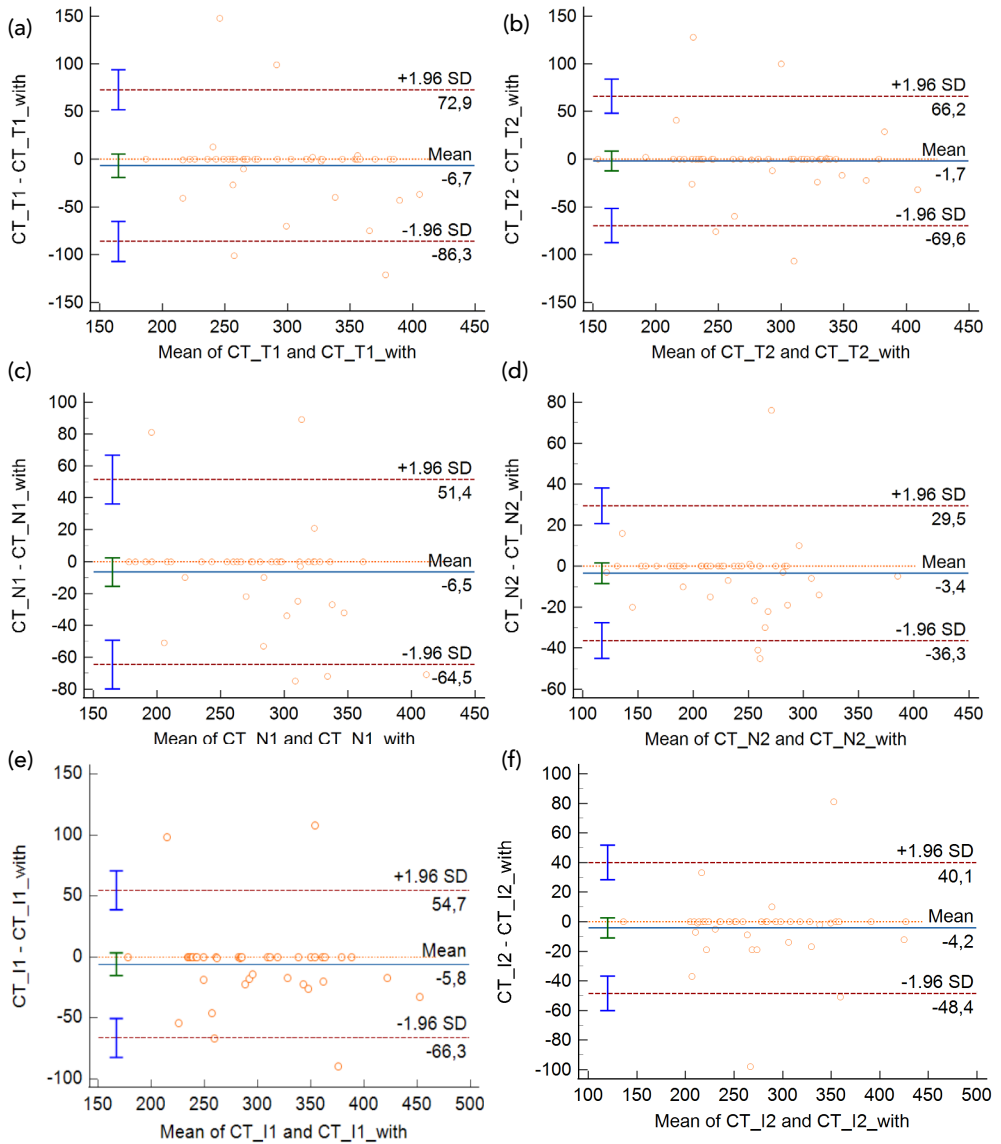 (a)
150
100
50
0
-50
-100
-150
CT_T1 - CT_T1_with
+1.96 SD
72,9
Mean
-6,7
-1.96 SD
-86,3
150 200 250 300 350 400 450
Mean of CT_T1 and CT_T1_with
(b)
150
100
50
0
-50
-100
-150
CT_T2 - CT_T2_with
+1.96 SD
66,2
Mean
-1,7
-1.96 SD
-69,6
150 200 250 300 350 400 450
Mean of CT_T2 and CT_T2_with
(c)
100
80
60
40
20
0
-20
-40
-60
-80
CT_N1 - CT_N1_with
+1.96 SD
51,4
Mean
-6,5
-1.96 SD
-64,5
150 200 250 300 350 400 450
Mean of CT_N1 and CT_N1_with
(d)
80
60
40
20
0
-20
-40
-60
CT_N2 - CT_N2_with
+1.96 SD
29,5
Mean
-3,4
-1.96 SD
-36,3
100 150 200 250 300 350 400 450
Mean of CT_N2 and CT_N2_with
(e)
150
100
50
0
-50
-100
CT_I1 - CT_I1_with
+1.96 SD
54,7
Mean
-5,8
-1.96 SD
-66,3
150 200 250 300 350 400 450 500
Mean of CT_I1 and CT_I1_with
(f)
100
80
60
40
20
0
-20
-40
-60
-80
-100
CT_I2 - CT_I2_with
+1.96 SD
40,1
Mean
-4,2
-1.96 SD
-48,4
100 150 200 250 300 350 400 450 500
Mean of CT_I2 and CT_I2_with